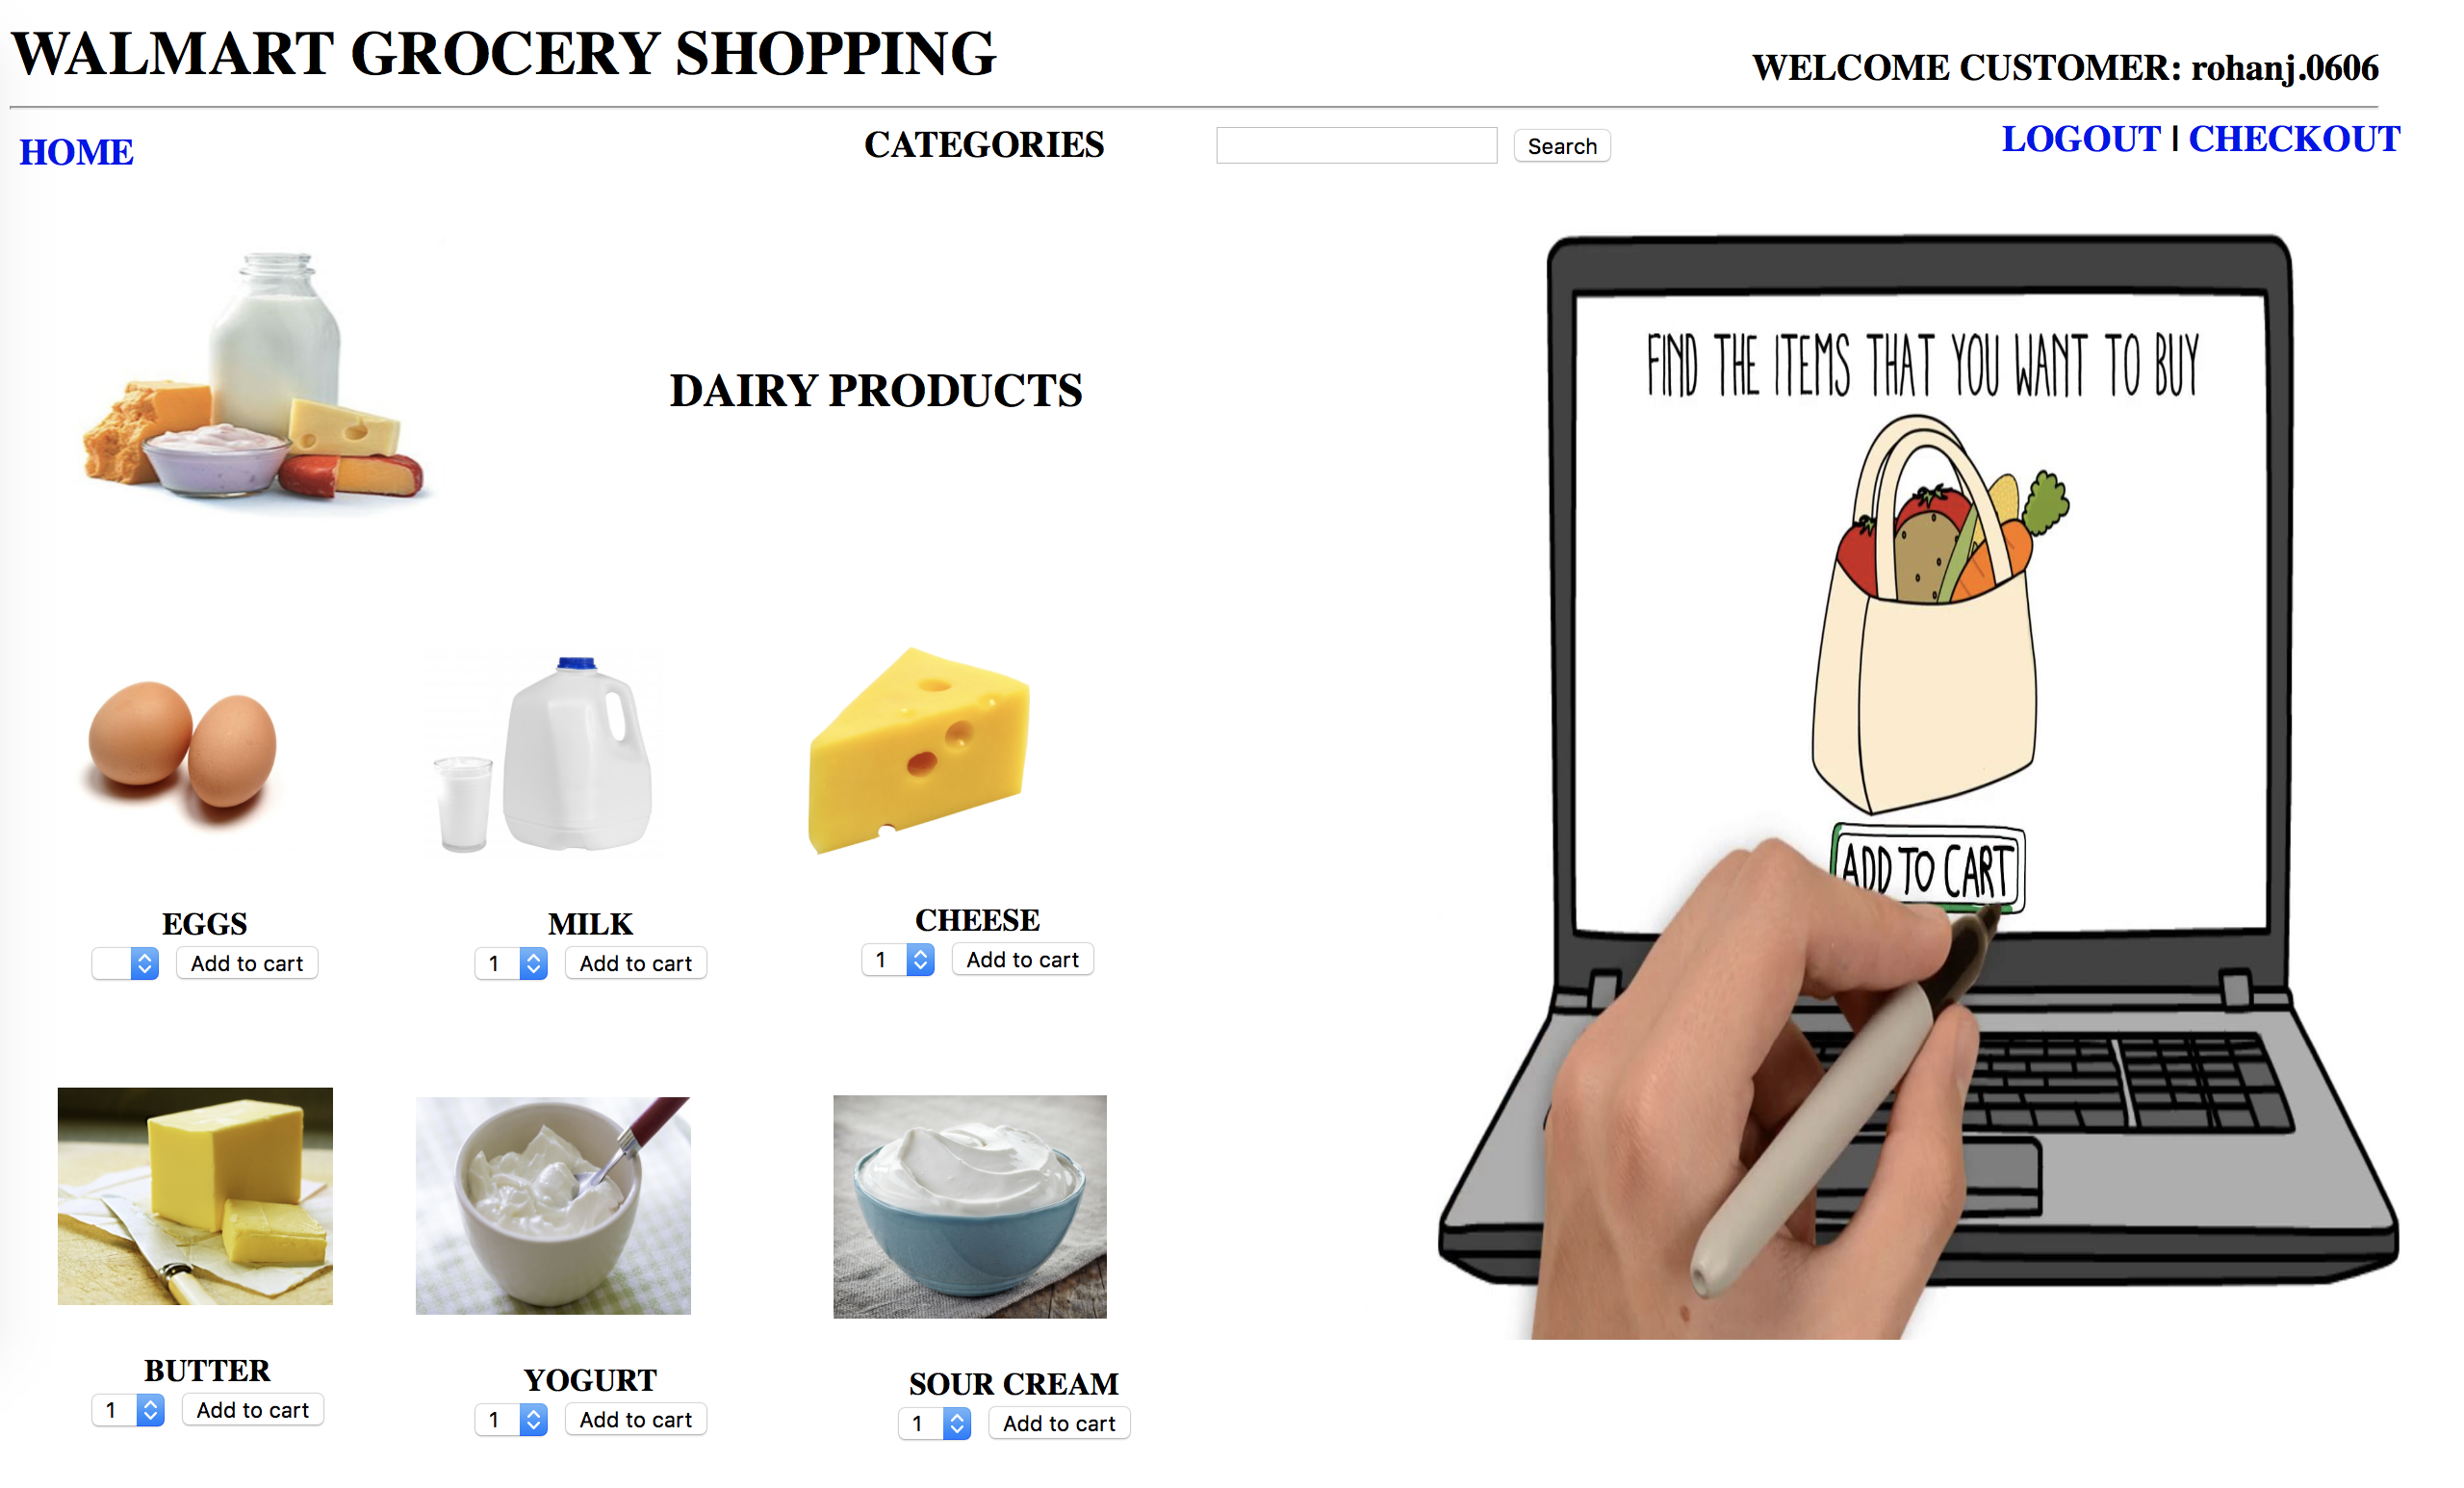 WALMART GROCERY SHOPPING
WELCOME CUSTOMER: rohanj.0606
HOME
CATEGORIES
Search
LOGOUT | CHECKOUT
DAIRY PRODUCTS
FIND THE ITEMS THAT YOU WANT TO BUY
ADD TO CART
EGGS
Add to cart
MILK
1 Add to cart
CHEESE
1 Add to cart
BUTTER
1 Add to cart
YOGURT
1 Add to cart
SOUR CREAM
1 Add to cart